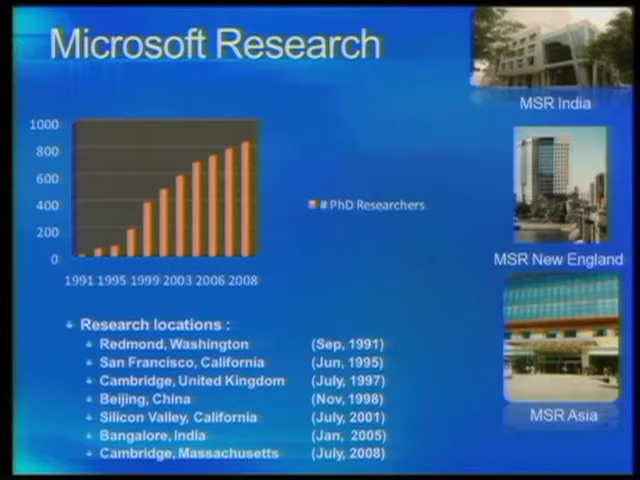 Microsoft Research
MSR India
1000
800
600
400
200
0
1991 1995 1999 2003 2006 2008
# PhD Researchers
MSR New England
MSR Asia
Research locations :
Redmond, Washington (Sep, 1991)
San Francisco, California (Jun, 1995)
Cambridge, United Kingdom (July, 1997)
Beijing, China (Nov, 1998)
Silicon Valley, California (July, 2001)
Bangalore, India (Jan, 2005)
Cambridge, Massachusetts (July, 2008)